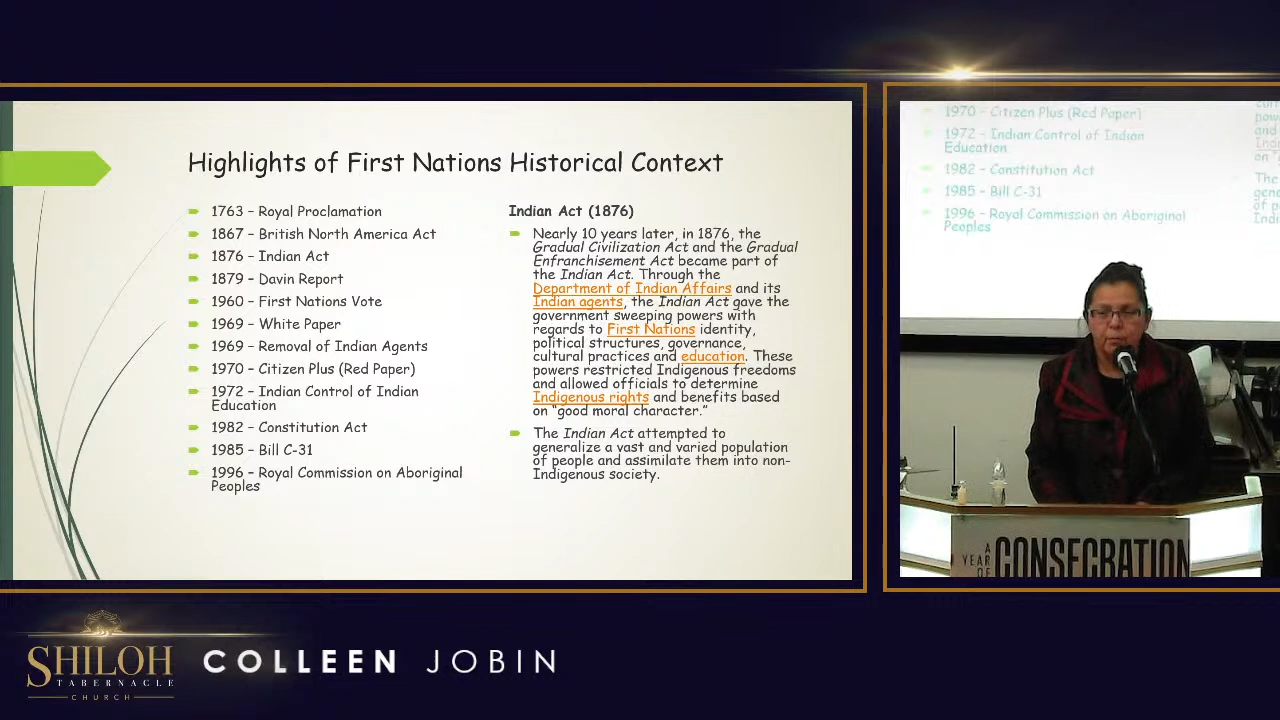 Highlights of First Nations Historical Context
1763 – Royal Proclamation
1867 – British North America Act
1876 – Indian Act
1879 – Davin Report
1960 – First Nations Vote
1969 – White Paper
1969 – Removal of Indian Agents
1970 – Citizen Plus (Red Paper)
1972 – Indian Control of Indian
Education
1982 – Constitution Act
1985 – Bill C-31
1996 – Royal Commission on Aboriginal
Peoples
Indian Act (1876)
Nearly 10 years later, in 1876, the
Gradual Civilization Act and the Gradual
Enfranchisement Act became part of
the Indian Act. Through the
Department of Indian Affairs and its
Indian agents, the Indian Act gave the
government sweeping powers with
regards to First Nations identity,
political structures, governance,
cultural practices and education. These
powers restricted Indigenous freedoms
and allowed officials to determine
Indigenous rights and benefits based
on “good moral character.”
The Indian Act attempted to
generalize a vast and varied population
of people and assimilate them into non-
Indigenous society.
1970 – Citizen Plus (Red Paper)
1972 – Indian Control of Indian
Education
1982 – Constitution Act
1985 – Bill C-31
1996 – Royal Commission on Aboriginal
Peoples
The
A
YEAR
OF
CONSECRATION
SHILOH
TABERNACLE
CHURCH
COLLEEN JOBIN